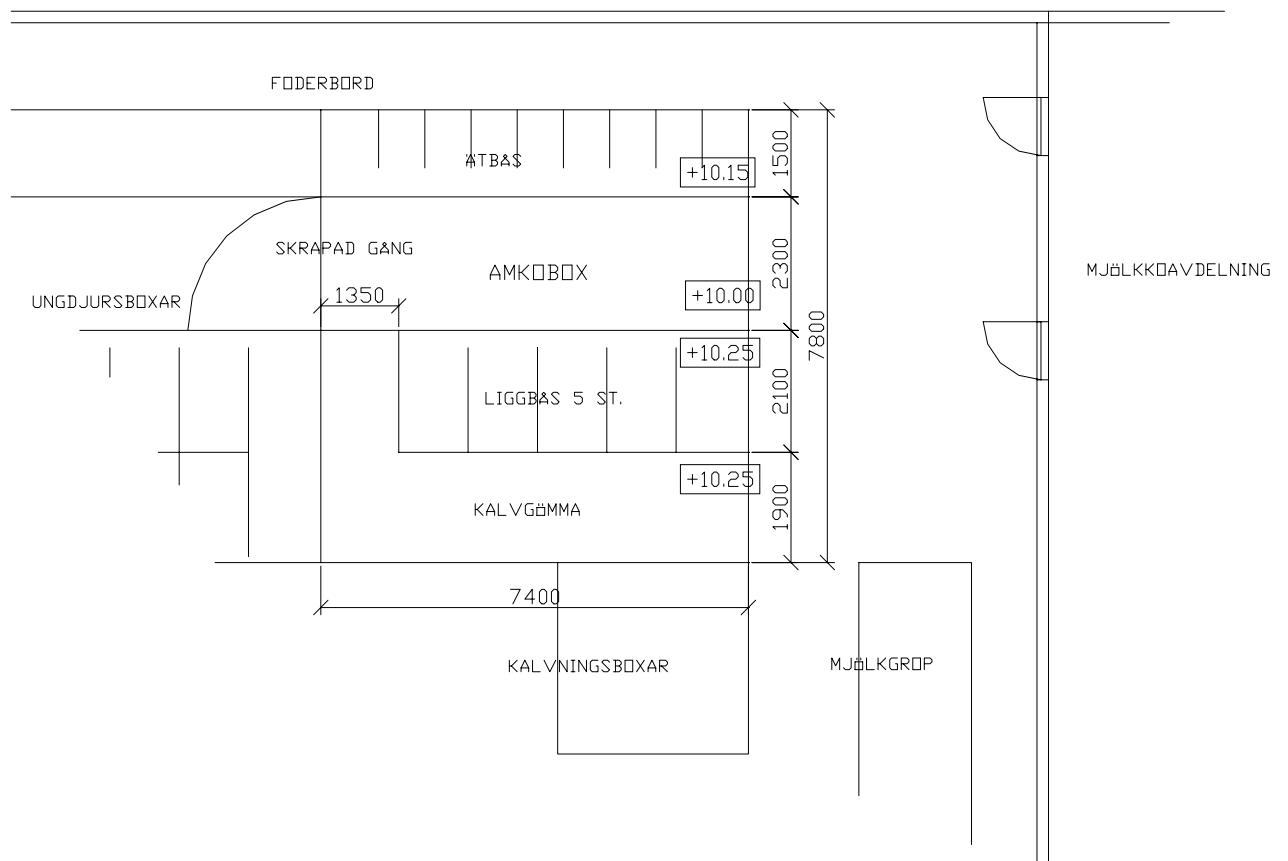 FODERBORD
ÄTBÅS
+10.15
1500
SKRAPAD GÅNG
AMKOBOX
2300
MJÖLKKOAVDELNING
UNGDJURSBOXAR
1350
+10.00
7800
+10.25
LIGGBÅS 5 ST.
2100
+10.25
KALVGÖMMA
1900
7400
KALVNINGSBOXAR
MJÖLKGROP